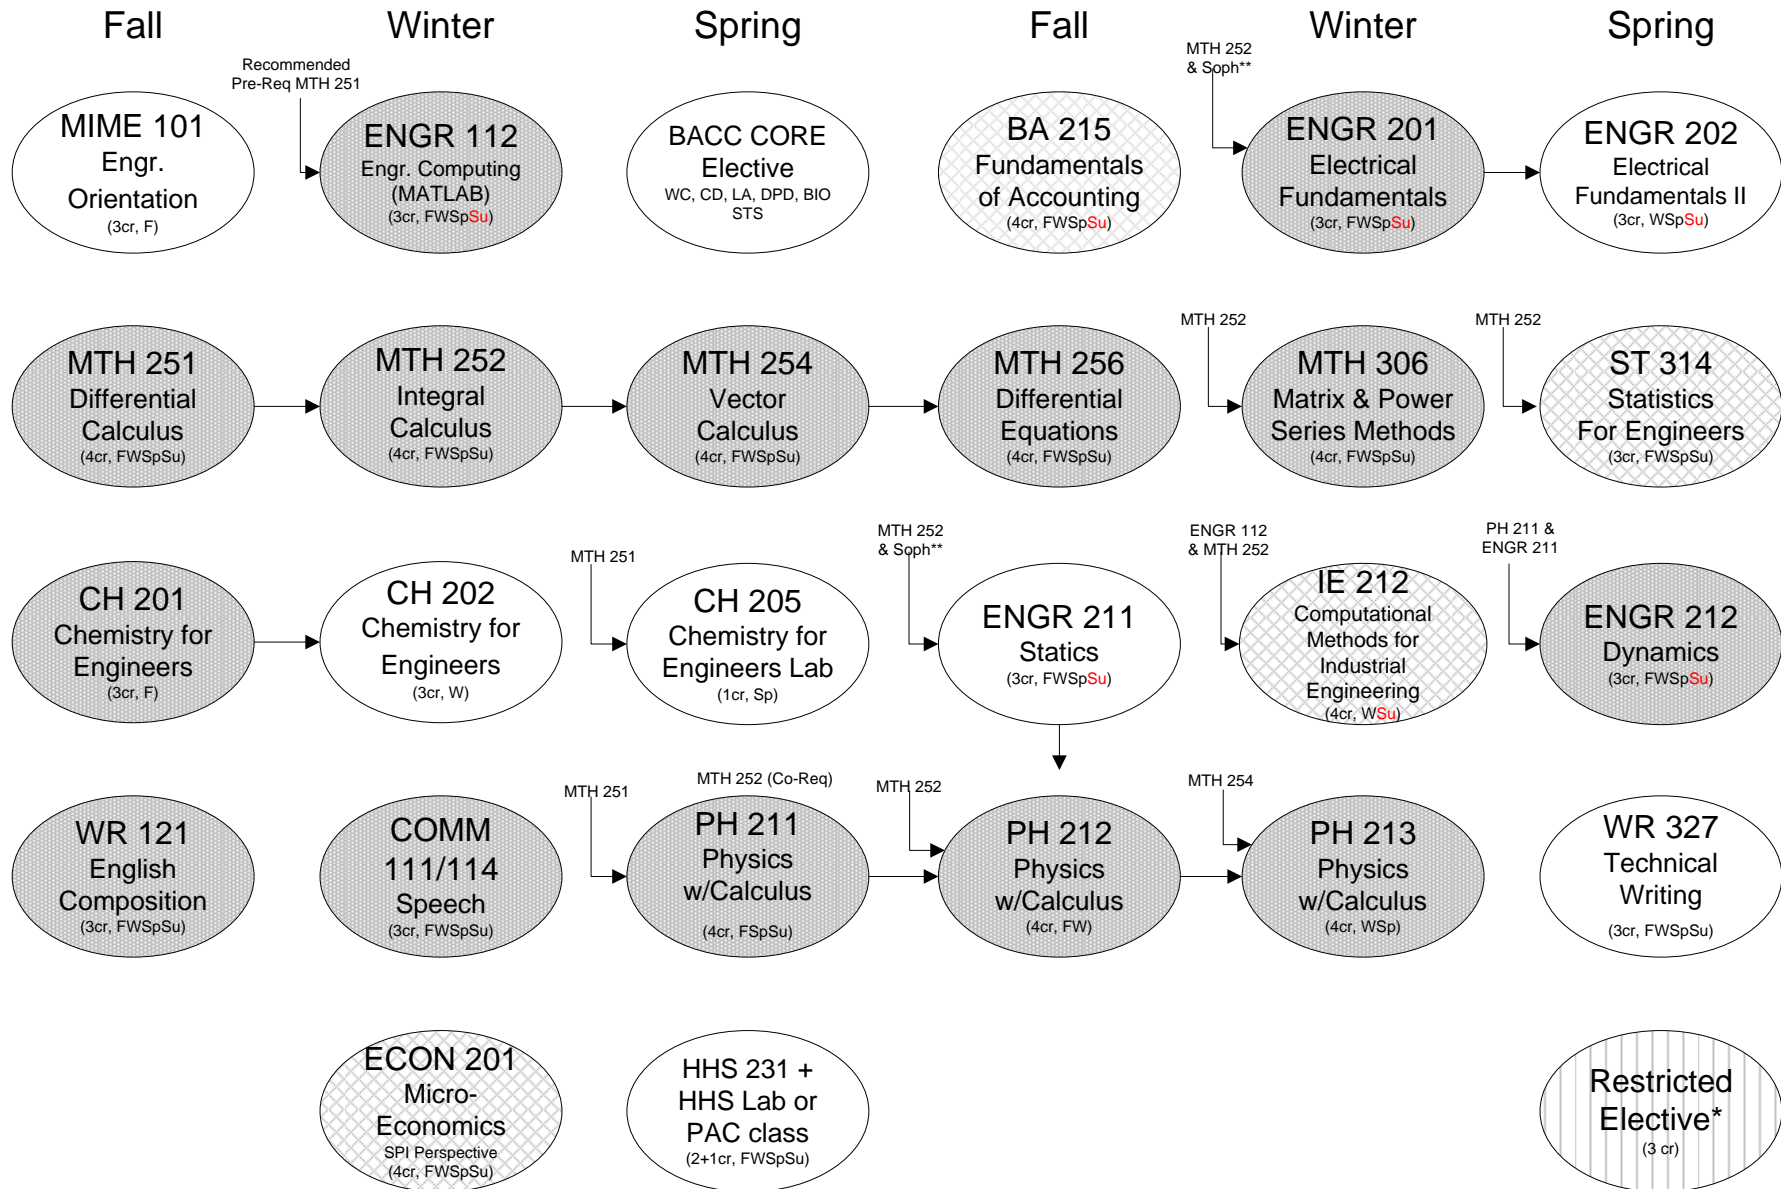 Fall
Winter
Spring
Fall
Winter
Spring
Recommended
Pre-Req MTH 251
MTH 252
& Soph**
MIME 101
Engr.
Orientation
(3cr, F)
ENGR 112
Engr. Computing
(MATLAB)
(3cr, FWSpSu)
BACC CORE
Elective
WC, CD, LA, DPD, BIO
STS
BA 215
Fundamentals
of Accounting
(4cr, FWSpSu)
ENGR 201
Electrical
Fundamentals
(3cr, FWSpSu)
ENGR 202
Electrical
Fundamentals II
(3cr, WSpSu)
MTH 251
Differential
Calculus
(4cr, FWSpSu)
MTH 252
Integral
Calculus
(4cr, FWSpSu)
MTH 254
Vector
Calculus
(4cr, FWSpSu)
MTH 256
Differential
Equations
(4cr, FWSpSu)
MTH 252
MTH 306
Matrix & Power
Series Methods
(4cr, FWSpSu)
MTH 252
ST 314
Statistics
For Engineers
(3cr, FWSpSu)
CH 201
Chemistry for
Engineers
(3cr, F)
CH 202
Chemistry for
Engineers
(3cr, W)
MTH 251
CH 205
Chemistry for
Engineers Lab
(1cr, Sp)
MTH 252
& Soph**
ENGR 211
Statics
(3cr, FWSpSu)
ENGR 112
& MTH 252
IE 212
Computational
Methods for
Industrial
Engineering
(4cr, WSu)
PH 211 &
ENGR 211
ENGR 212
Dynamics
(3cr, FWSpSu)
WR 121
English
Composition
(3cr, FWSpSu)
COMM
111/114
Speech
(3cr, FWSpSu)
MTH 251
MTH 252 (Co-Req)
PH 211
Physics
w/Calculus
(4cr, FSpSu)
MTH 252
PH 212
Physics
w/Calculus
(4cr, FW)
MTH 254
PH 213
Physics
w/Calculus
(4cr, WSp)
WR 327
Technical
Writing
(3cr, FWSpSu)
ECON 201
Micro-
Economics
SPI Perspective
(4cr, FWSpSu)
HHS 231 +
HHS Lab or
PAC class
(2+1cr, FWSpSu)
Restricted
Elective*
(3 cr)